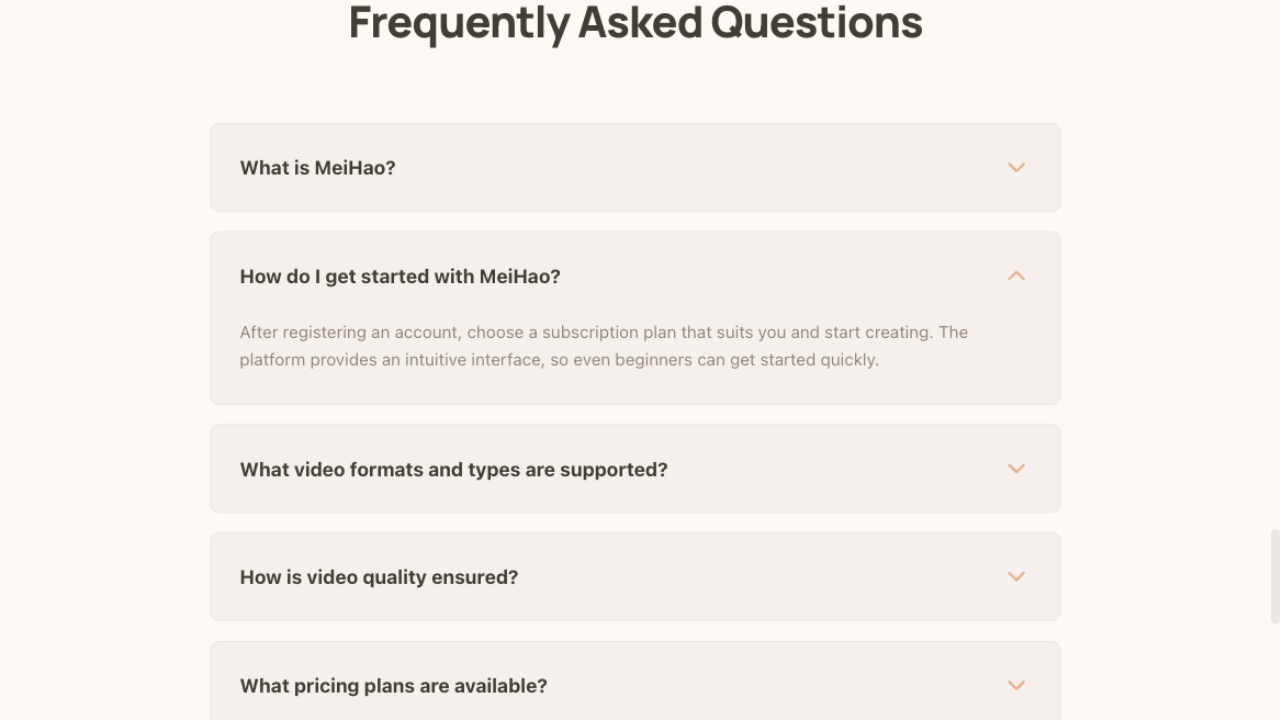 Frequently Asked Questions
What is MeiHao?
How do I get started with MeiHao?
After registering an account, choose a subscription plan that suits you and start creating. The
platform provides an intuitive interface, so even beginners can get started quickly.
What video formats and types are supported?
How is video quality ensured?
What pricing plans are available?